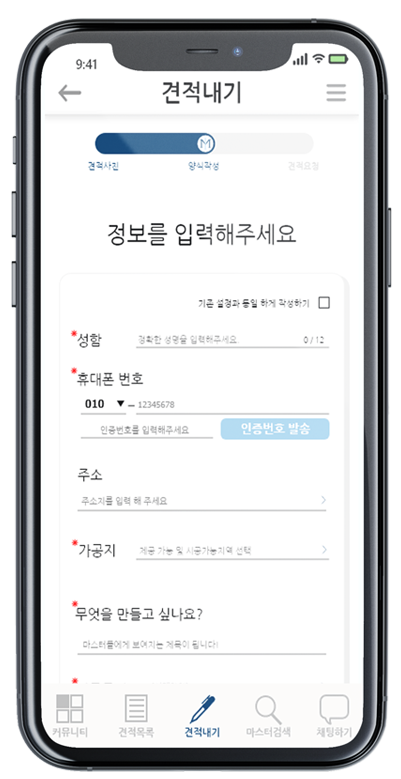 9:41
견적내기
M
견적사진 양식작성 견적요청
정보를 입력해주세요
기존 설정과 동일 하게 작성하기
*성함 정확한 성명을 입력해주세요 0 / 12
*휴대폰 번호
010 ▼ – 12345678
인증번호를 입력해주세요 인증번호 발송
주소
주소지를 입력 해 주세요
*가공지 제공 가능 및 시공가능지역 선택
*무엇을 만들고 싶나요?
마스터들에게 보여지는 제목이 됩니다!
*
커뮤니티 견적목록 견적내기 마스터검색 채팅하기